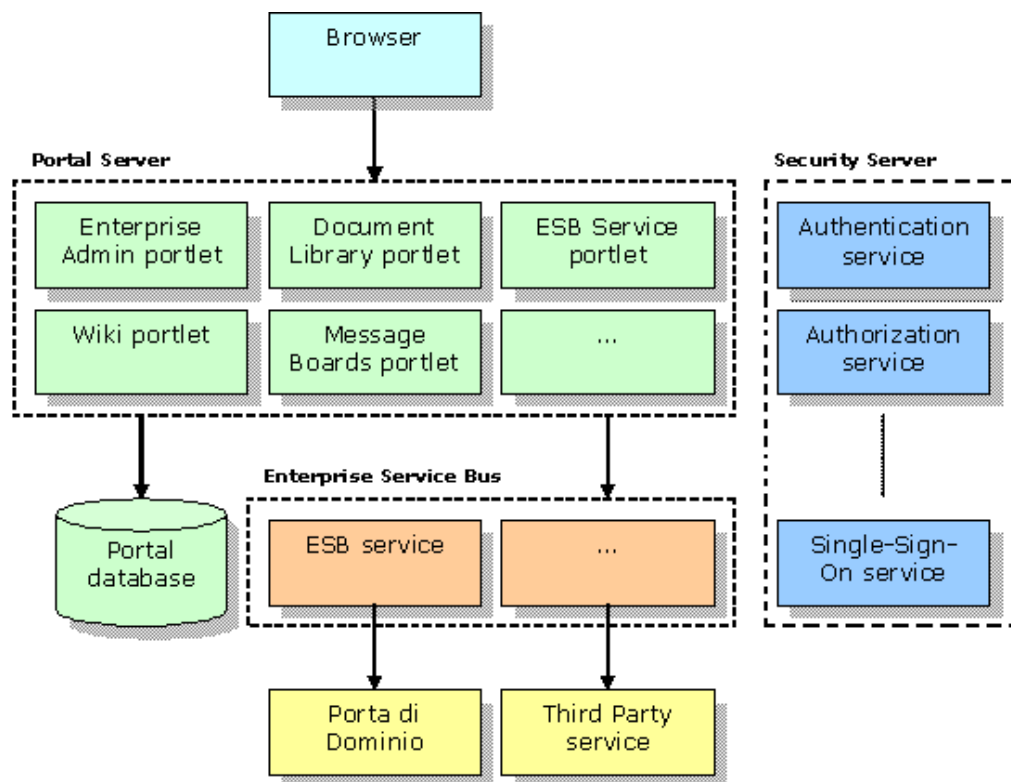 Browser
Portal Server
Security Server
Enterprise
Admin portlet
Document
Library portlet
ESB Service
portlet
Authentication
service
Wiki portlet
Message
Boards portlet
...
Authorization
service
Enterprise Service Bus
Portal
database
ESB service
...
Single-Sign-
On service
Porta di
Dominio
Third Party
service